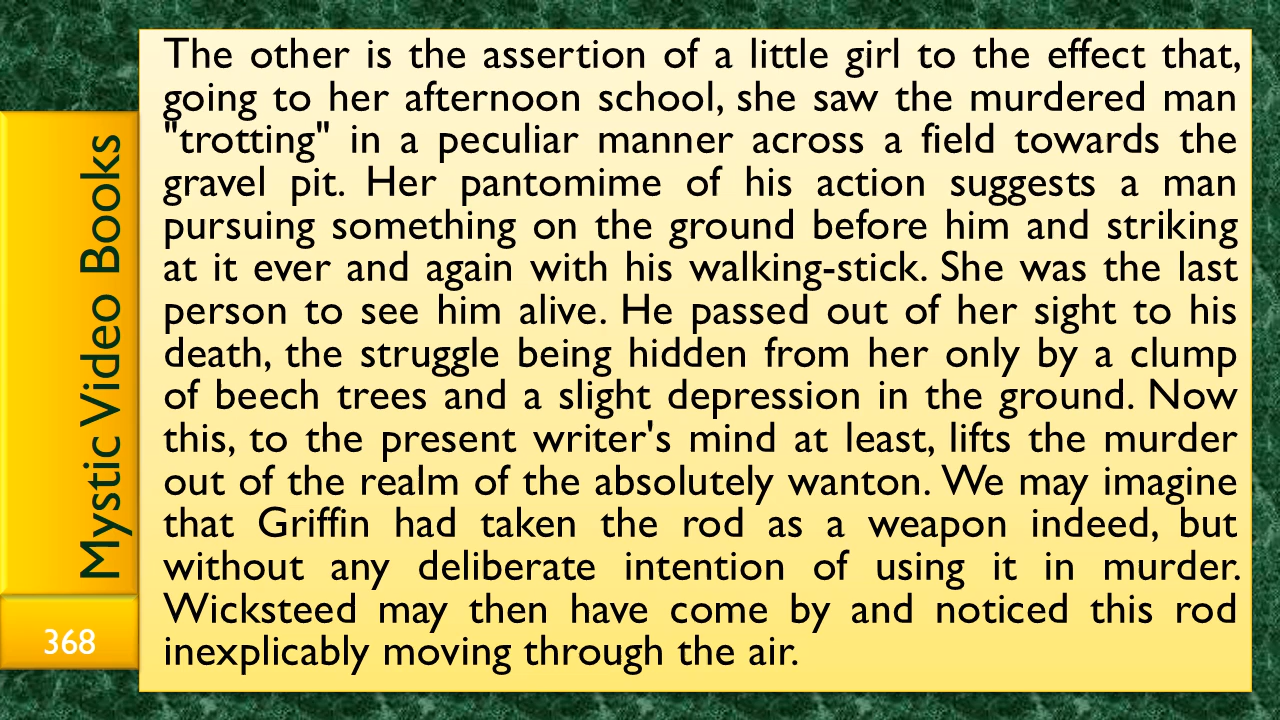 The other is the assertion of a little girl to the effect that,
going to her afternoon school, she saw the murdered man
"trotting" in a peculiar manner across a field towards the
gravel pit. Her pantomime of his action suggests a man
pursuing something on the ground before him and striking
at it ever and again with his walking-stick. She was the last
person to see him alive. He passed out of her sight to his
death, the struggle being hidden from her only by a clump
of beech trees and a slight depression in the ground. Now
this, to the present writer's mind at least, lifts the murder
out of the realm of the absolutely wanton. We may imagine
that Griffin had taken the rod as a weapon indeed, but
without any deliberate intention of using it in murder.
Wicksteed may then have come by and noticed this rod
inexplicably moving through the air.
Mystic Video Books
368